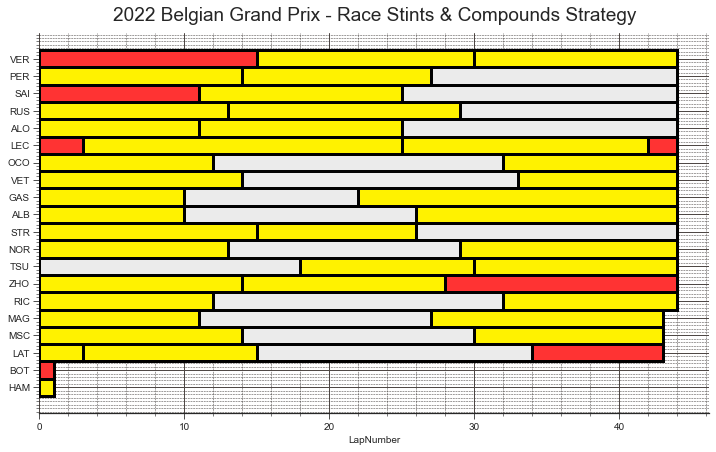 2022 Belgian Grand Prix - Race Stints & Compounds Strategy
VER
PER
SAI
RUS
ALO
LEC
OCO
VET
GAS
ALB
STR
NOR
TSU
ZHO
RIC
MAG
MSC
LAT
BOT
HAM
0 10 20 30 40
LapNumber